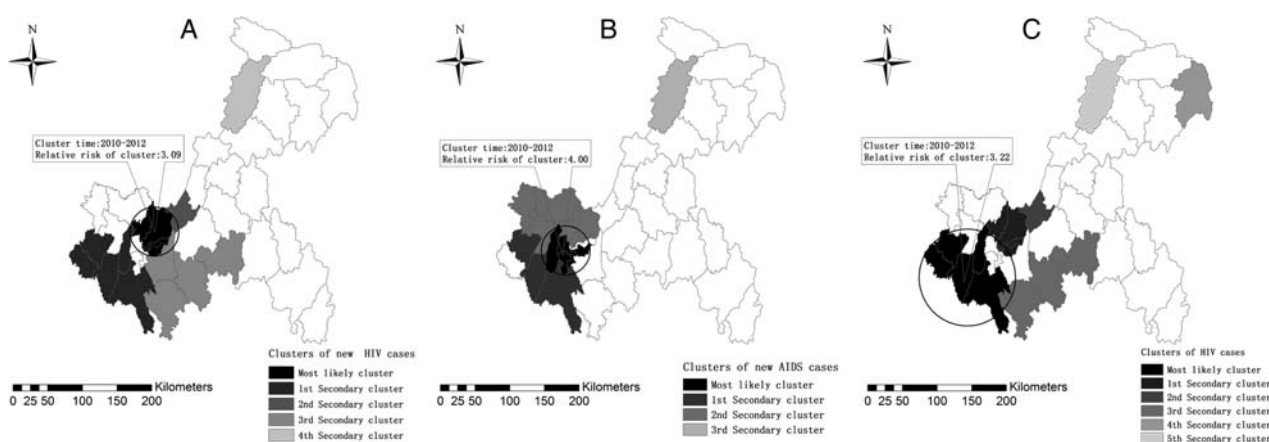 A
N
Cluster time:2010-2012
Relative risk of cluster:3.09
Clusters of new HIV cases
Most likely cluster
1st Secondary cluster
2nd Secondary cluster
3rd Secondary cluster
4th Secondary cluster
Kilometers
0 25 50 100 150 200
B
N
Cluster time:2010-2012
Relative risk of cluster:4.00
Clusters of new AIDS cases
Most likely cluster
1st Secondary cluster
2nd Secondary cluster
3rd Secondary cluster
Kilometers
0 25 50 100 150 200
C
N
Cluster time:2010-2012
Relative risk of cluster:3.22
Clusters of HIV cases
Most likely cluster
1st Secondary cluster
2nd Secondary cluster
3rd Secondary cluster
4th Secondary cluster
5th Secondary cluster
Kilometers
0 25 50 100 150 200